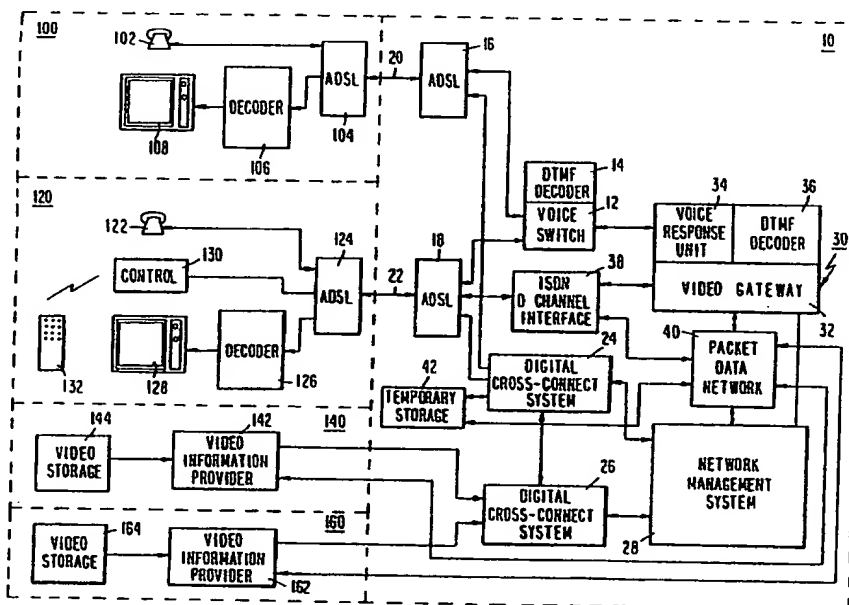 100
102
ADSL
104
DECODER
106
108
20
16
ADSL
10
120
122
CONTROL
130
132
128
DECODER
126
124
ADSL
22
18
ADSL
14
DTMF DECODER
VOICE SWITCH
12
34
VOICE RESPONSE UNIT
36
DTMF DECODER
30
VIDEO GATEWAY
32
38
ISDN D CHANNEL INTERFACE
40
PACKET DATA NETWORK
24
DIGITAL CROSS-CONNECT SYSTEM
42
TEMPORARY STORAGE
26
DIGITAL CROSS-CONNECT SYSTEM
NETWORK MANAGEMENT SYSTEM
28
140
144
VIDEO STORAGE
142
VIDEO INFORMATION PROVIDER
160
164
VIDEO STORAGE
VIDEO INFORMATION PROVIDER
162